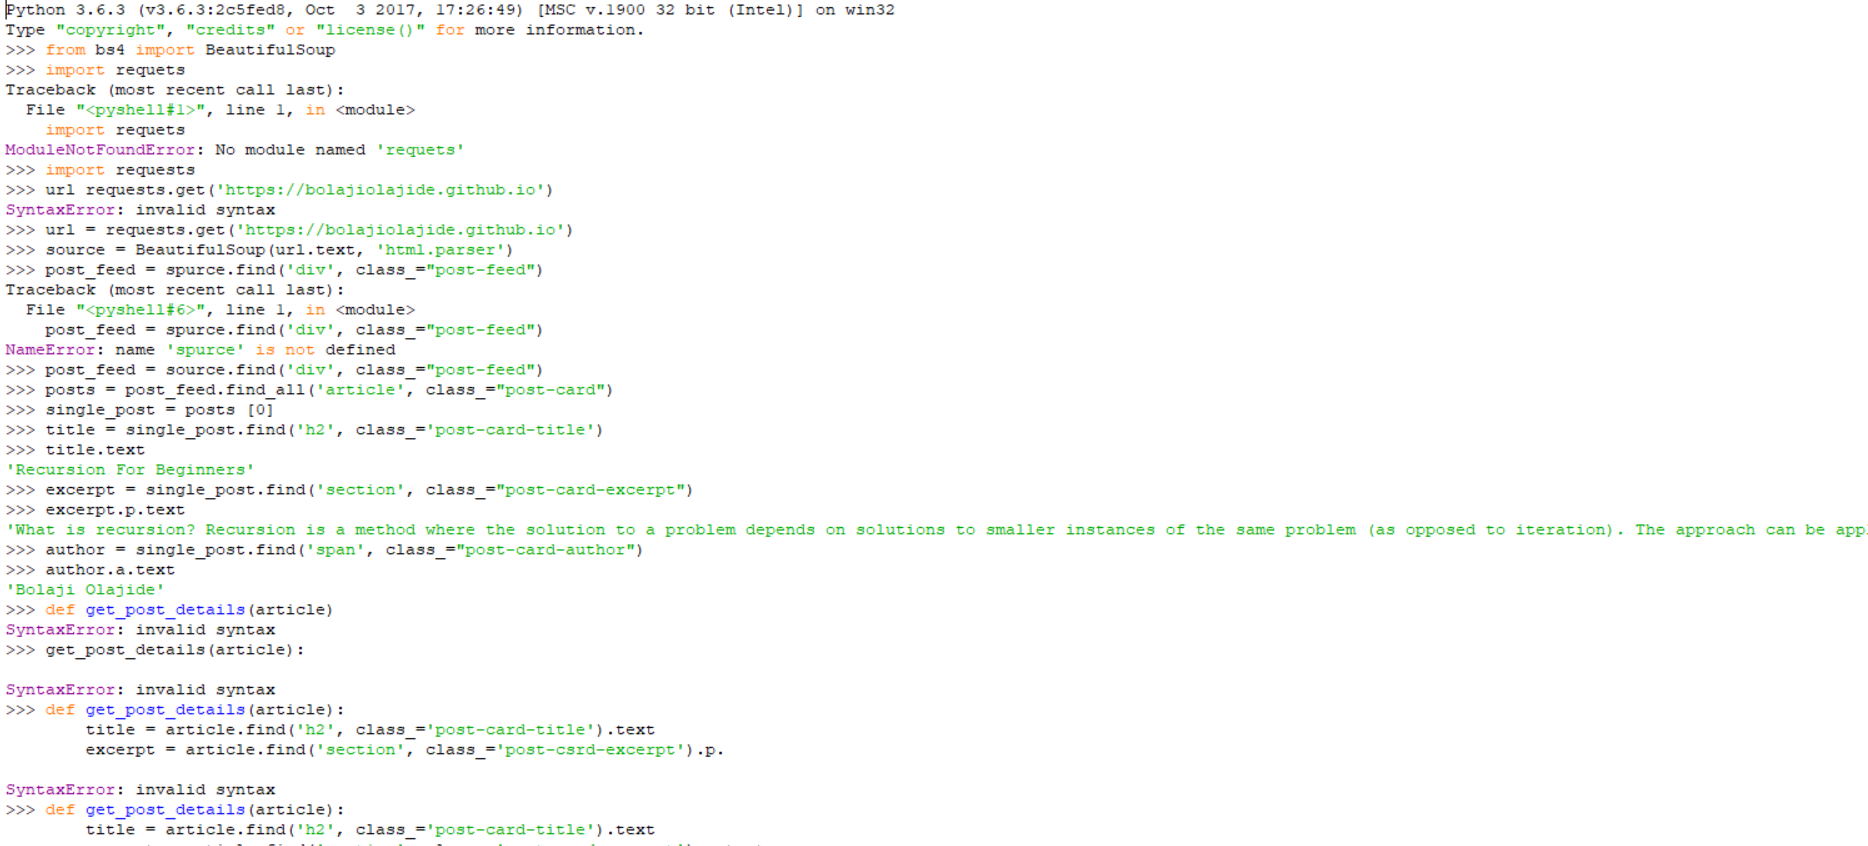 Python 3.6.3 (v3.6.3:2c5fed8, Oct  3 2017, 17:26:49) [MSC v.1900 32 bit (Intel)] on win32
Type "copyright", "credits" or "license()" for more information.
>>> from bs4 import BeautifulSoup
>>> import requets
Traceback (most recent call last):
  File "<pyshell#1>", line 1, in <module>
    import requets
ModuleNotFoundError: No module named 'requets'
>>> import requests
>>> url requests.get('https://bolajiolajide.github.io')
SyntaxError: invalid syntax
>>> url = requests.get('https://bolajiolajide.github.io')
>>> source = BeautifulSoup(url.text, 'html.parser')
>>> post_feed = spurce.find('div', class_="post-feed")
Traceback (most recent call last):
  File "<pyshell#6>", line 1, in <module>
    post_feed = spurce.find('div', class_="post-feed")
NameError: name 'spurce' is not defined
>>> post_feed = source.find('div', class_="post-feed")
>>> posts = post_feed.find_all('article', class_="post-card")
>>> single_post = posts [0]
>>> title = single_post.find('h2', class_='post-card-title')
>>> title.text
'Recursion For Beginners'
>>> excerpt = single_post.find('section', class_="post-card-excerpt")
>>> excerpt.p.text
'What is recursion? Recursion is a method where the solution to a problem depends on solutions to smaller instances of the same problem (as opposed to iteration). The approach can be app
>>> author = single_post.find('span', class_="post-card-author")
>>> author.a.text
'Bolaji Olajide'
>>> def get_post_details(article)
SyntaxError: invalid syntax
>>> get_post_details(article):
SyntaxError: invalid syntax
>>> def get_post_details(article):
        title = article.find('h2', class_='post-card-title').text
        excerpt = article.find('section', class_='post-csrd-excerpt').p.
SyntaxError: invalid syntax
>>> def get_post_details(article):
        title = article.find('h2', class_='post-card-title').text